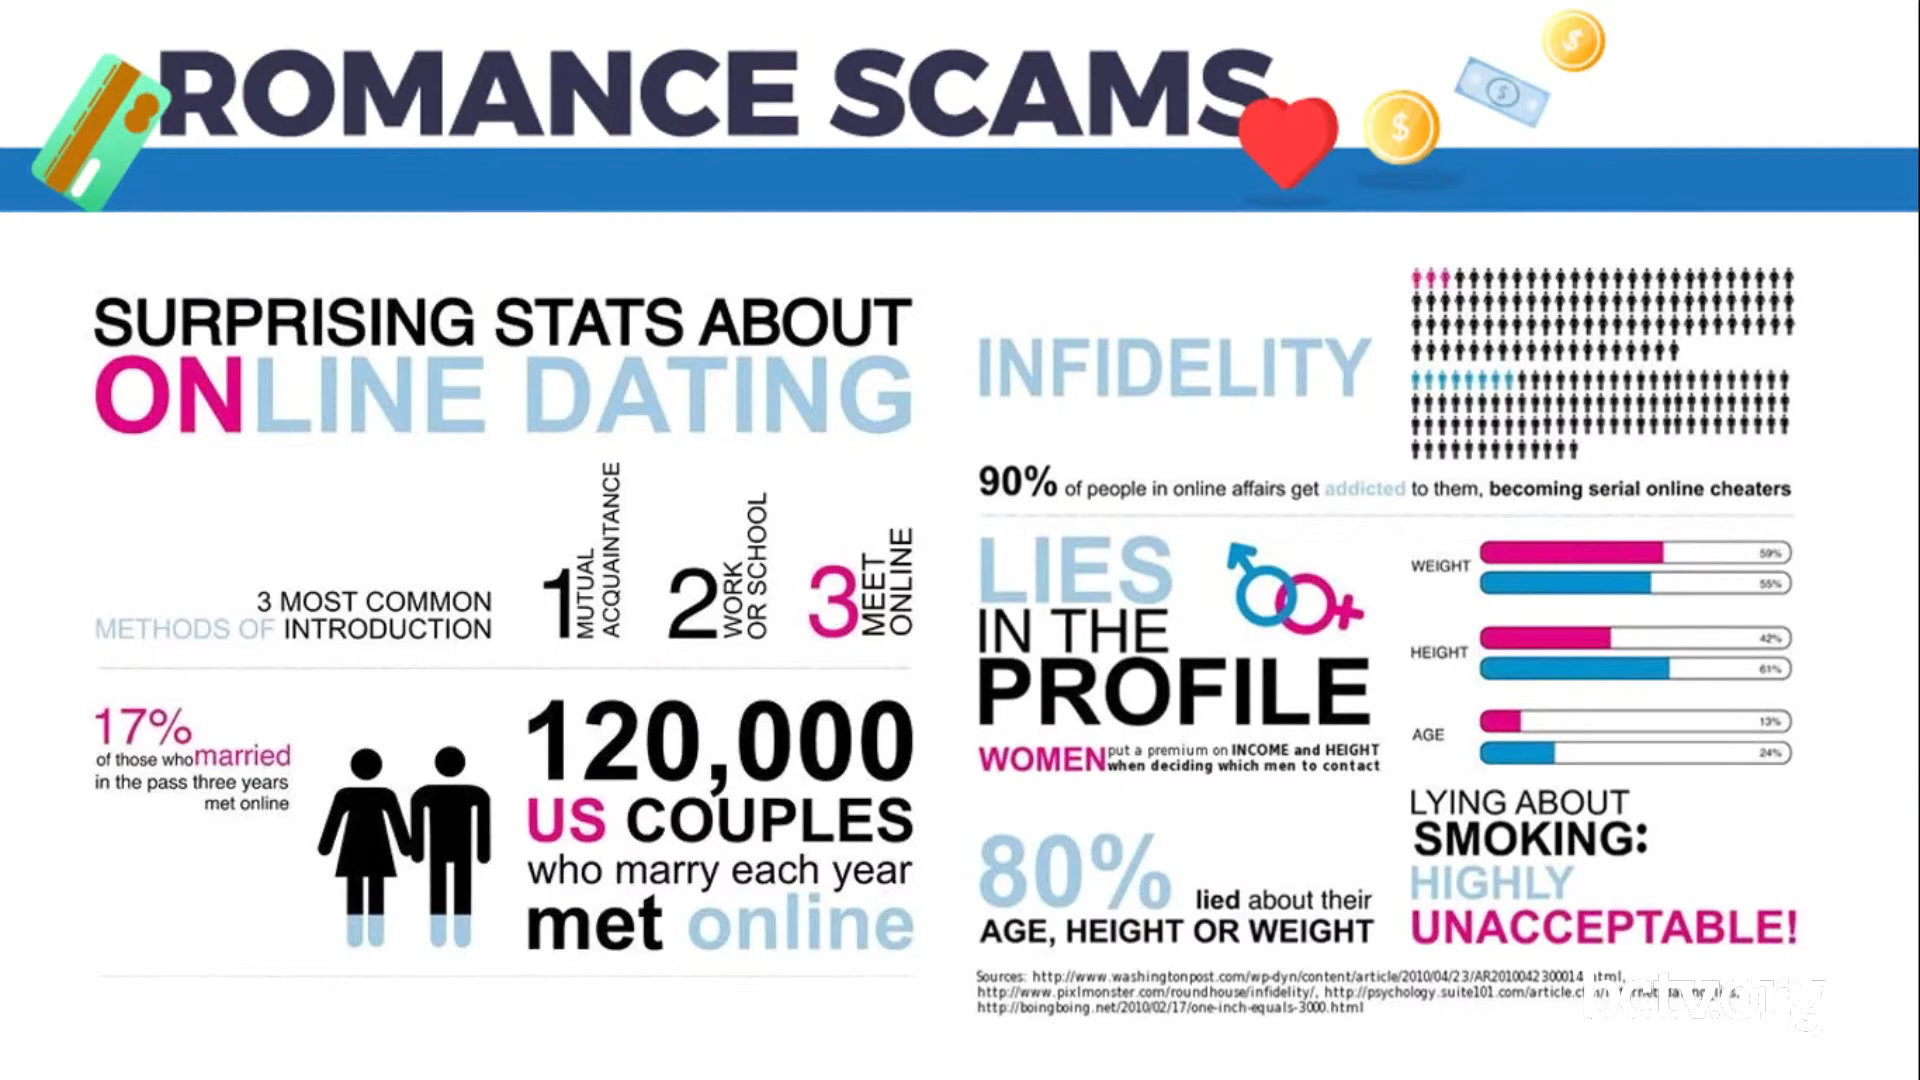 ROMANCE SCAMS
SURPRISING STATS ABOUT
ONLINE DATING
3 MOST COMMON
METHODS OF INTRODUCTION
1 MUTUAL
ACQUAINTANCE
2 WORK
OR SCHOOL
3 MEET
ONLINE
17%
of those who married
in the pass three years
met online
120,000
US COUPLES
who marry each year
met online
INFIDELITY
90% of people in online affairs get addicted to them, becoming serial online cheaters
LIES
IN THE
PROFILE
WOMEN put a premium on INCOME and HEIGHT
when deciding which men to contact
80% lied about their
AGE, HEIGHT OR WEIGHT
WEIGHT
59%
55%
HEIGHT
42%
61%
AGE
13%
24%
LYING ABOUT
SMOKING:
HIGHLY
UNACCEPTABLE!
Sources: http://www.washingtonpost.com/wp-dyn/content/article/2010/04/23/AR2010042300014
http://www.pixlmonster.com/roundhouse/infidelity/, http://psychology.suite101.com/
http://boingboing.net/2010/02/17/one-inch-equals-3000.html
bctv.org